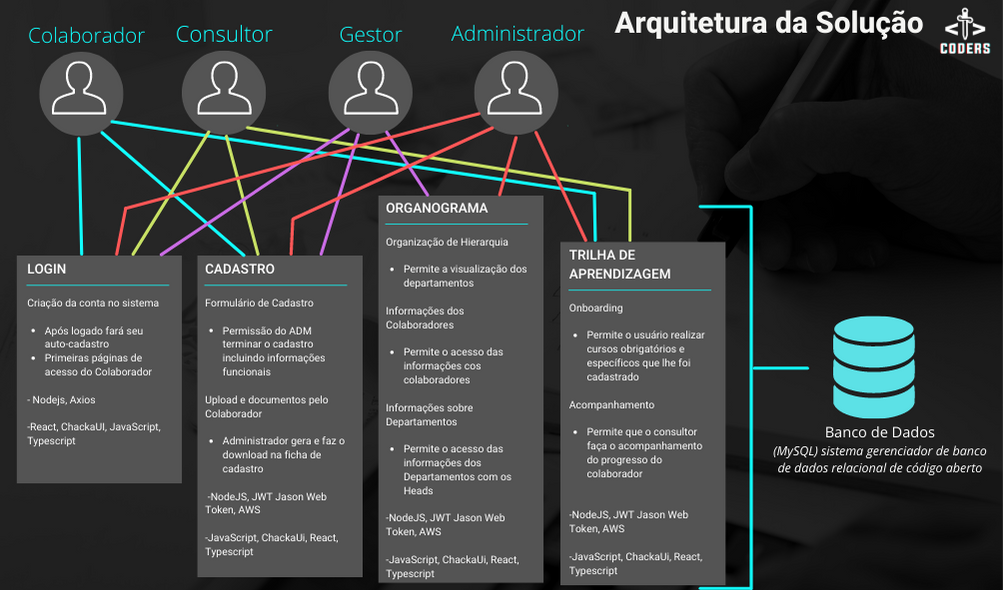 Arquitetura da Solução
CODERS
Colaborador
Consultor
Gestor
Administrador
LOGIN
Criação da conta no sistema
• Após logado fará seu
auto-cadastro
• Primeiras páginas de
acesso do Colaborador
- Nodejs, Axios
-React, ChackaUI, JavaScript,
Typescript
CADASTRO
Formulário de Cadastro
• Permissão do ADM
terminar o cadastro
incluindo informações
funcionais
Upload e documentos pelo
Colaborador
• Administrador gera e faz o
download na ficha de
cadastro
-NodeJS, JWT Jason Web
Token, AWS
-JavaScript, ChackaUi, React,
Typescript
ORGANOGRAMA
Organização de Hierarquia
• Permite a visualização dos
departamentos
Informações dos
Colaboradores
• Permite o acesso das
informações cos
colaboradores
Informações sobre
Departamentos
• Permite o acesso das
informações dos
Departamentos com os
Heads
-NodeJS, JWT Jason Web
Token, AWS
-JavaScript, ChackaUi, React,
Typescript
TRILHA DE
APRENDIZAGEM
Onboarding
• Permite o usuário realizar
cursos obrigatórios e
específicos que lhe foi
cadastrado
Acompanhamento
• Permite que o consultor
faça o acompanhamento
do progresso do
colaborador
-NodeJS, JWT Jason Web
Token, AWS
-JavaScript, ChackaUi, React,
Typescript
Banco de Dados
(MySQL) sistema gerenciador de banco
de dados relacional de código aberto